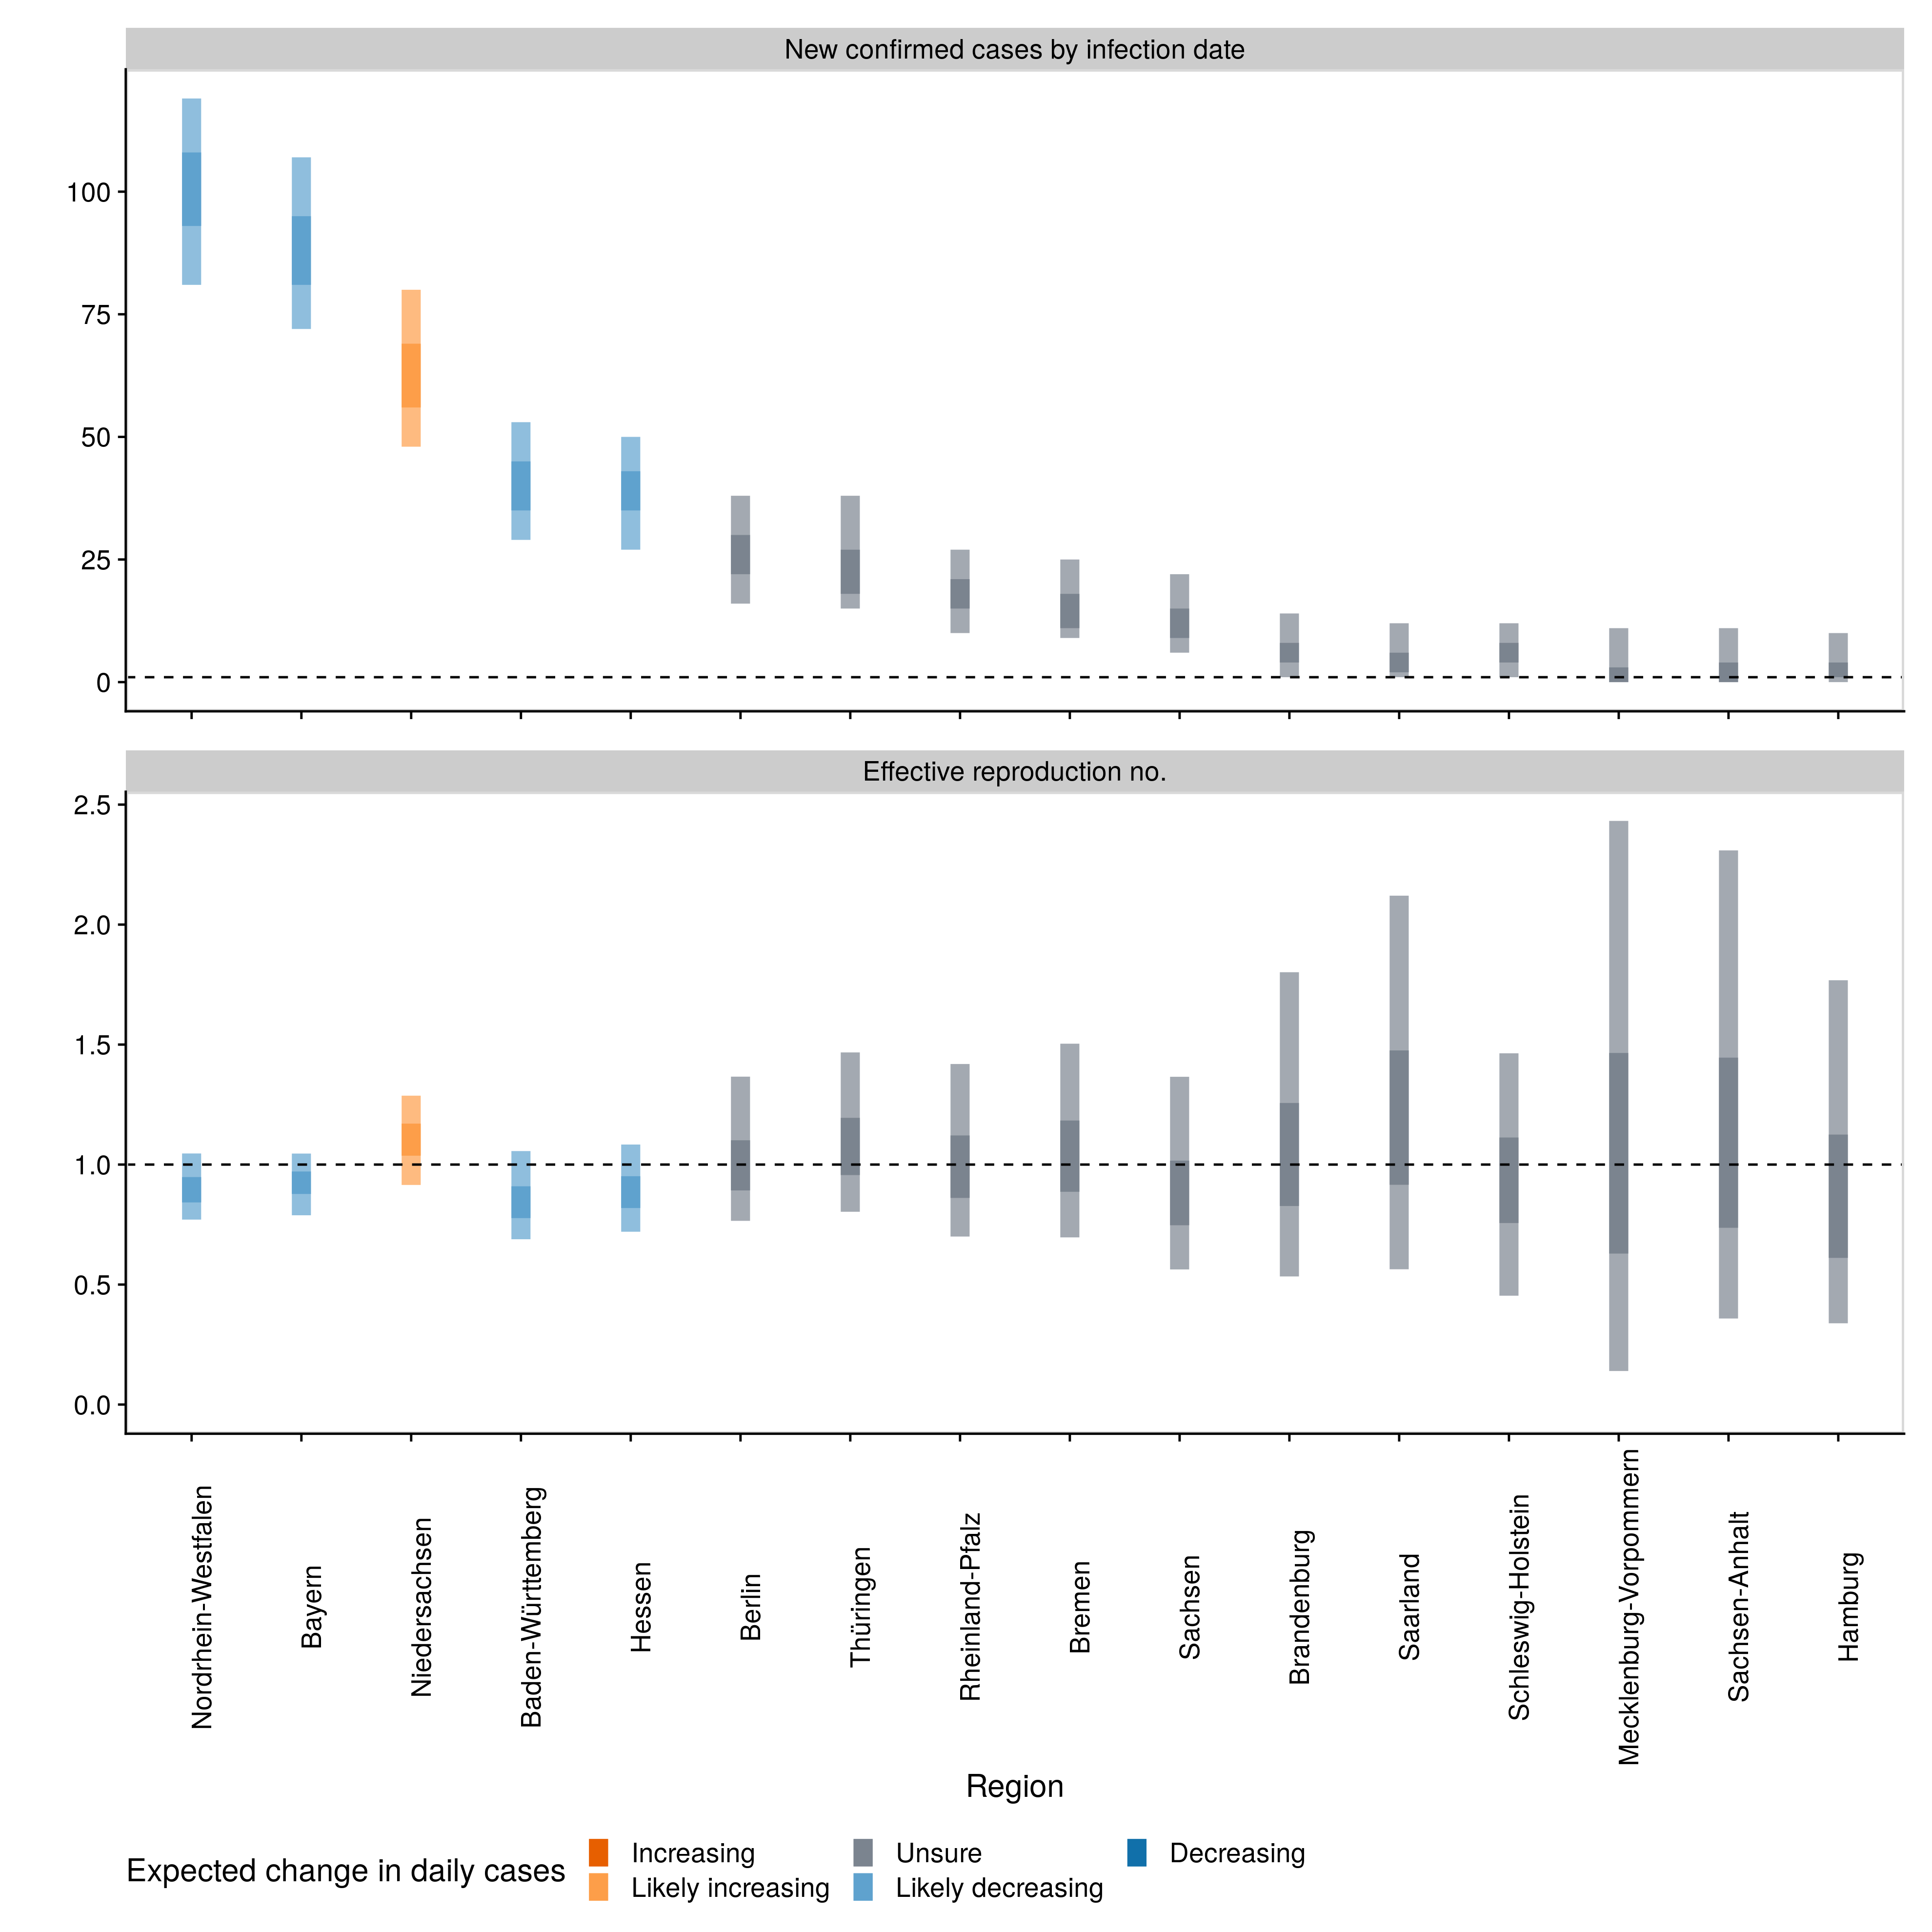 New confirmed cases by infection date
100
75
50
25
0
Effective reproduction no.
2.5
2.0
1.5
1.0
0.5
0.0
Nordrhein-Westfalen
Bayern
Niedersachsen
Baden-Württemberg
Hessen
Berlin
Thüringen
Rheinland-Pfalz
Bremen
Sachsen
Brandenburg
Saarland
Schleswig-Holstein
Mecklenburg-Vorpommern
Sachsen-Anhalt
Hamburg
Region
Expected change in daily cases
Increasing
Likely increasing
Unsure
Likely decreasing
Decreasing